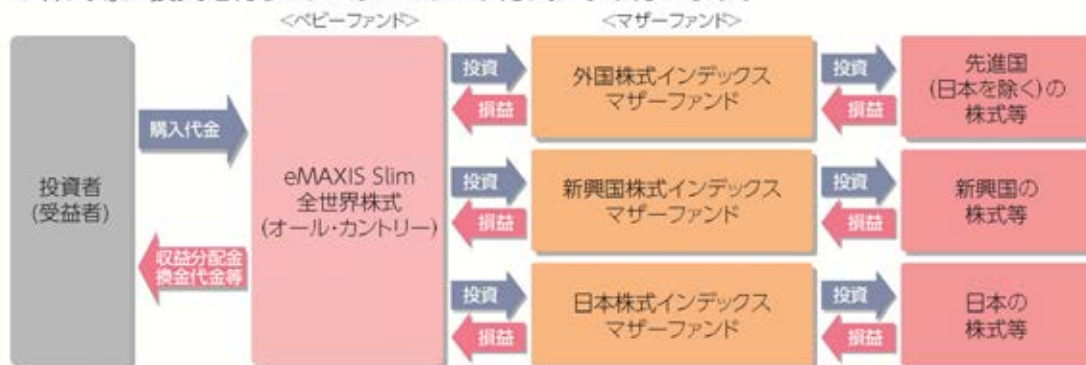 <ベビーファンド>
<マザーファンド>
投資者
(受益者)
購入代金
収益分配金
換金代金等
eMAXIS Slim
全世界株式
(オール・カントリー)
投資
損益
外国株式インデックス
マザーファンド
投資
損益
先進国
(日本を除く)の
株式等
投資
損益
新興国株式インデックス
マザーファンド
投資
損益
新興国の
株式等
投資
損益
日本株式インデックス
マザーファンド
投資
損益
日本の
株式等